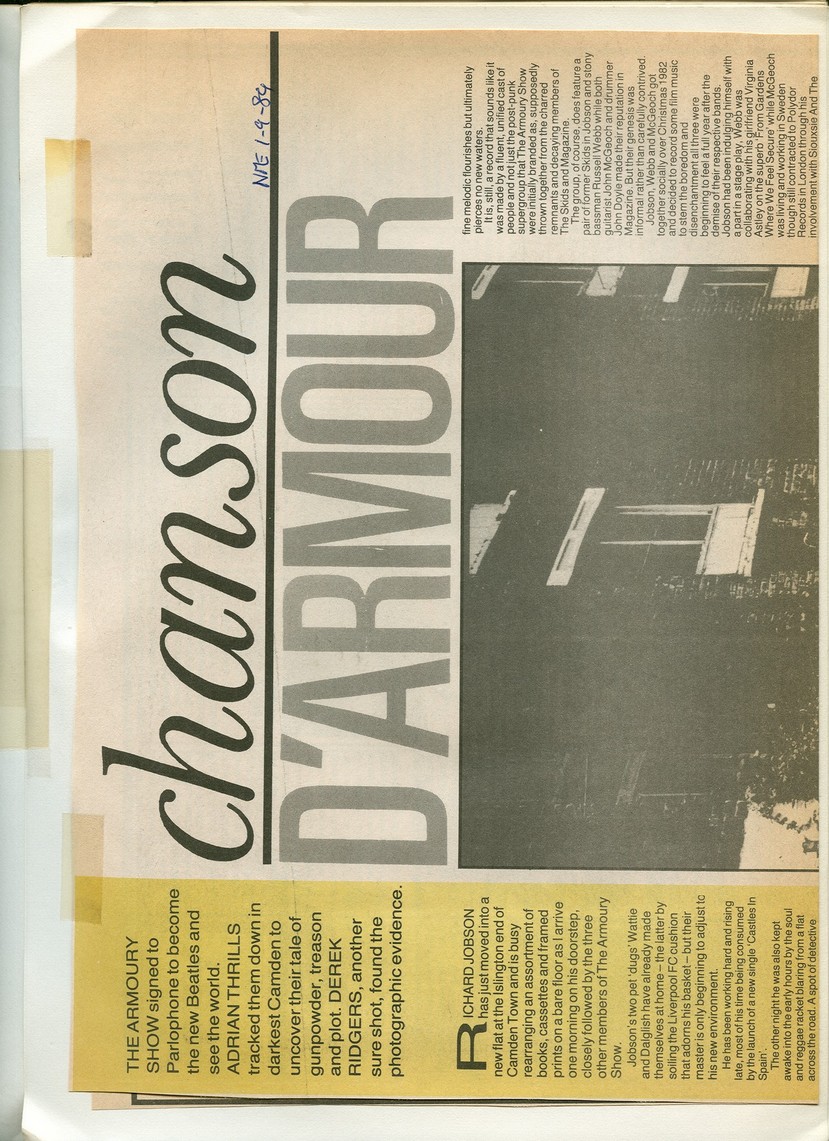 NME 1-9-84
chanson
D'ARMOUR
THE ARMOURY
SHOW signed to
Parlophone to become
the new Beatles and
see the world.
ADRIAN THRILLS
tracked them down in
darkest Camden to
uncover their tale of
gunpowder, treason
and plot. DEREK
RIDGERS, another
sure shot, found the
photographic evidence.
RICHARD JOBSON
has just moved into a
new flat at the Islington end of
Camden Town and is busy
rearranging an assortment of
books, cassettes and framed
prints on a bare floor as I arrive
one morning on his doorstep,
closely followed by the three
other members of The Armoury
Show.
Jobson's two pet 'dugs' Wattie
and Dalglish have already made
themselves at home – the latter by
soiling the Liverpool FC cushion
that adorns his basket – but their
master is only beginning to adjust to
his new environment.
He has been working hard and rising
late, most of his time being consumed
by the launch of a new single 'Castles In
Spain'.
The other night he was also kept
awake into the early hours by the soul
and reggae racket blaring from a flat
across the road. A spot of detective
fine melodic flourishes but ultimately
pierces no new waters.
It is, still, a record that sounds like it
was made by a fluent, unified cast of
people and not just the post-punk
supergroup that The Armoury Show
were initially branded as, supposedly
thrown together from the charred
remnants and decaying members of
The Skids and Magazine.
The group, of course, does feature a
pair of former Skids in Jobson and stony
bassman Russell Webb while both
guitarist John McGeoch and drummer
John Doyle made their reputation in
Magazine. But their genesis was
informal rather than carefully contrived.
Jobson, Webb and McGeoch got
together socially over Christmas 1982
and decided to record some film music
to stem the boredom and
disenchantment all three were
beginning to feel a full year after the
demise of their respective bands.
Jobson had been indulging himself with
a part in a stage play, Webb was
collaborating with his girlfriend Virginia
Astley on the superb 'From Gardens
Where We Feel Secure' while McGeoch
was living and working in Sweden
though still contracted to Polydor
Records in London through his
involvement with Siouxsie And The